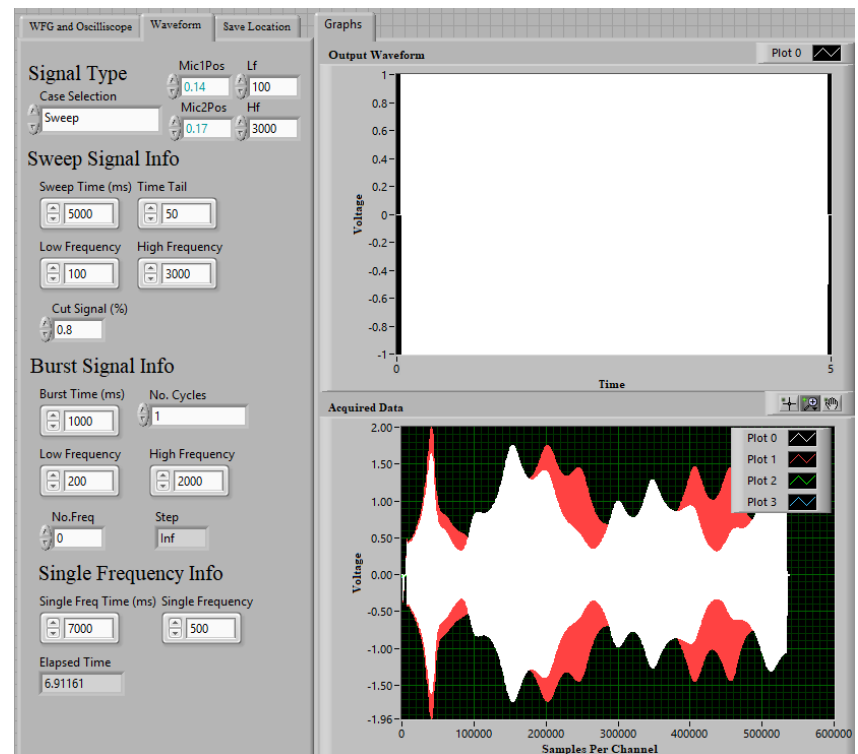 WFG and Oscilliscope
Waveform
Save Location
Signal Type
Case Selection
Sweep
Mic1Pos
0.14
Lf
100
Mic2Pos
0.17
Hf
3000
Sweep Signal Info
Sweep Time (ms)
5000
Time Tail
50
Low Frequency
100
High Frequency
3000
Cut Signal (%)
0.8
Burst Signal Info
Burst Time (ms)
1000
No. Cycles
1
Low Frequency
200
High Frequency
2000
No.Freq
0
Step
Inf
Single Frequency Info
Single Freq Time (ms)
7000
Single Frequency
500
Elapsed Time
6.91161
Graphs
Output Waveform
Plot 0
Voltage
1
0.8
0.6
0.4
0.2
0
-0.2
-0.4
-0.6
-0.8
-1
0
5
Time
Acquired Data
Plot 0
Plot 1
Plot 2
Plot 3
Voltage
2.00
1.50
1.00
0.50
0.00
-0.50
-1.00
-1.50
-1.96
0
100000
200000
300000
400000
500000
600000
Samples Per Channel